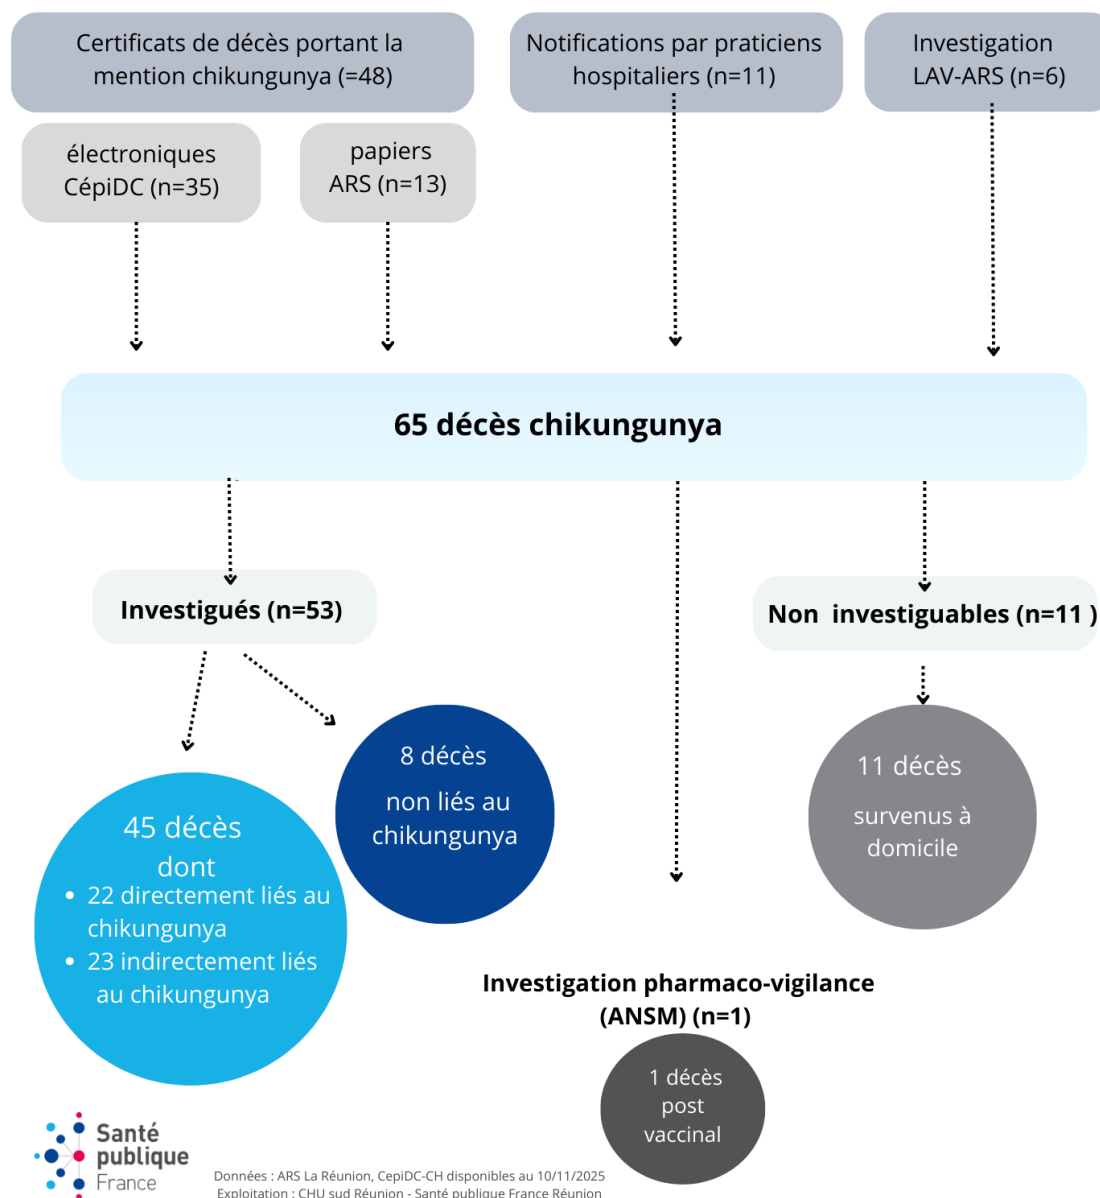 Certificats de décès portant la
mention chikungunya (=48)
Notifications par praticiens
hospitaliers (n=11)
Investigation
LAV-ARS (n=6)
électroniques
CépiDC (n=35)
papiers
ARS (n=13)
65 décès chikungunya
Investigués (n=53)
Non investiguables (n=11 )
45 décès
dont
• 22 directement liés au
chikungunya
• 23 indirectement liés
au chikungunya
8 décès
non liés au
chikungunya
11 décès
survenus à
domicile
Investigation pharmaco-vigilance
(ANSM) (n=1)
1 décès
post
vaccinal
Santé
publique
France
Données : ARS La Réunion, CepiDC-CH disponibles au 10/11/2025
Exploitation : CHU sud Réunion - Santé publique France Réunion